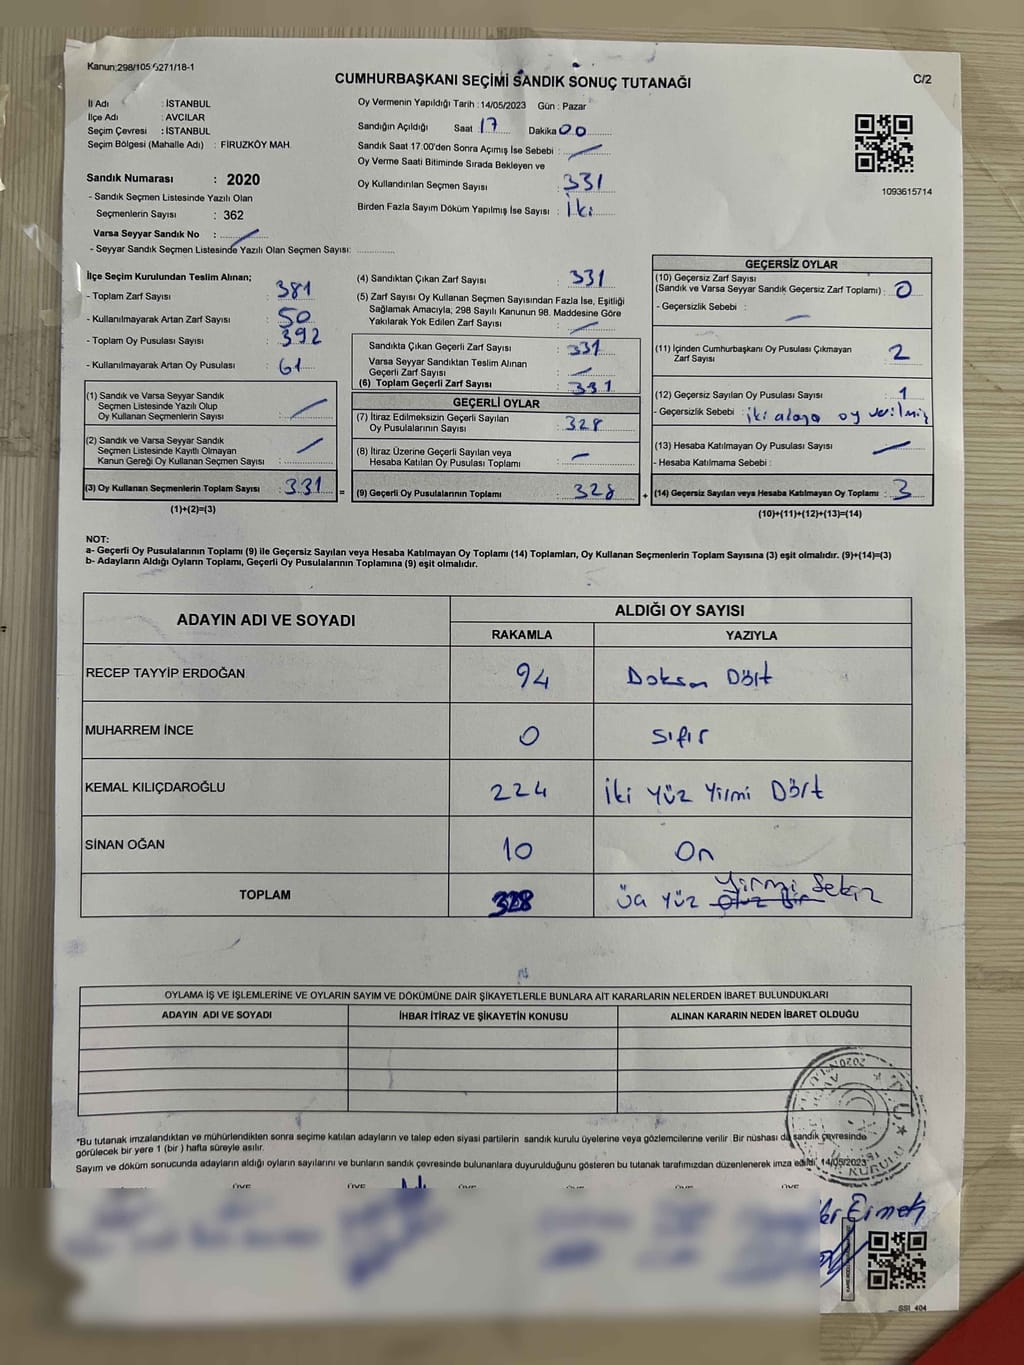 Kanun:298/105 5271/18-1
CUMHURBAŞKANI SEÇİMİ SANDIK SONUÇ TUTANAĞI
C/2
İl Adı : İSTANBUL
İlçe Adı : AVCILAR
Seçim Çevresi : İSTANBUL
Seçim Bölgesi (Mahalle Adı) : FİRUZKÖY MAH.
Sandık Numarası : 2020
- Sandık Seçmen Listesinde Yazılı Olan
Seçmenlerin Sayısı : 362
Varsa Seyyar Sandık No :
- Seyyar Sandık Seçmen Listesinde Yazılı Olan Seçmen Sayısı:
Oy Vermenin Yapıldığı Tarih : 14/05/2023 Gün : Pazar
Sandığın Açıldığı Saat 17 Dakika 00
Sandık Saat 17.00'den Sonra Açımış İse Sebebi :
Oy Verme Saati Bitiminde Sırada Bekleyen ve
Oy Kullandırılan Seçmen Sayısı : 331
Birden Fazla Sayım Döküm Yapılmış İse Sayısı : İki
1093615714
İlçe Seçim Kurulundan Teslim Alınan;
- Toplam Zarf Sayısı : 381
- Kullanılmayarak Artan Zarf Sayısı : 50
- Toplam Oy Pusulası Sayısı : 392
- Kullanılmayarak Artan Oy Pusulası : 61
(1) Sandık ve Varsa Seyyar Sandık
Seçmen Listesinde Yazılı Olup
Oy Kullanan Seçmenlerin Sayısı :
(2) Sandık ve Varsa Seyyar Sandık
Seçmen Listesinde Kayıtlı Olmayan
Kanun Gereği Oy Kullanan Seçmen Sayısı :
(3) Oy Kullanan Seçmenlerin Toplam Sayısı : 331 =
(1)+(2)=(3)
(4) Sandıktan Çıkan Zarf Sayısı : 331
(5) Zarf Sayısı Oy Kullanan Seçmen Sayısından Fazla İse, Eşitliği
Sağlamak Amacıyla, 298 Sayılı Kanunun 98. Maddesine Göre
Yakılarak Yok Edilen Zarf Sayısı :
Sandıkta Çıkan Geçerli Zarf Sayısı : 331
Varsa Seyyar Sandıktan Teslim Alınan
Geçerli Zarf Sayısı :
(6) Toplam Geçerli Zarf Sayısı : 331
GEÇERLİ OYLAR
(7) İtiraz Edilmeksizin Geçerli Sayılan
Oy Pusulalarının Sayısı : 328
(8) İtiraz Üzerine Geçerli Sayılan veya
Hesaba Katılan Oy Pusulası Toplamı :
(9) Geçerli Oy Pusulalarının Toplamı : 328 +
GEÇERSİZ OYLAR
(10) Geçersiz Zarf Sayısı
(Sandık ve Varsa Seyyar Sandık Geçersiz Zarf Toplamı) : 0
- Geçersizlik Sebebi :
(11) İçinden Cumhurbaşkanı Oy Pusulası Çıkmayan
Zarf Sayısı : 2
(12) Geçersiz Sayılan Oy Pusulası Sayısı : 1
- Geçersizlik Sebebi : iki adaya oy verilmiş
(13) Hesaba Katılmayan Oy Pusulası Sayısı :
- Hesaba Katılmama Sebebi :
(14) Geçersiz Sayılan veya Hesaba Katılmayan Oy Toplamı : 3
(10)+(11)+(12)+(13)=(14)
NOT:
a- Geçerli Oy Pusulalarının Toplamı (9) ile Geçersiz Sayılan veya Hesaba Katılmayan Oy Toplamı (14) Toplamları, Oy Kullanan Seçmenlerin Toplam Sayısına (3) eşit olmalıdır. (9)+(14)=(3)
b- Adayların Aldığı Oyların Toplamı, Geçerli Oy Pusulalarının Toplamına (9) eşit olmalıdır.
ADAYIN ADI VE SOYADI
ALDIĞI OY SAYISI
RAKAMLA YAZIYLA
RECEP TAYYİP ERDOĞAN 94 Doksan Dört
MUHARREM İNCE 0 Sıfır
KEMAL KILIÇDAROĞLU 224 İki Yüz Yirmi Dört
SİNAN OĞAN 10 On
TOPLAM 328 Üç Yüz Otuz Bir Yirmi Sekiz
OYLAMA İŞ VE İŞLEMLERİNE VE OYLARIN SAYIM VE DÖKÜMÜNE DAİR ŞİKAYETLERLE BUNLARA AİT KARARLARIN NELERDEN İBARET BULUNDUKLARI
ADAYIN ADI VE SOYADI İHBAR İTİRAZ VE ŞİKAYETİN KONUSU ALINAN KARARIN NEDEN İBARET OLDUĞU
*Bu tutanak imzalandıktan ve mühürlendikten sonra seçime katılan adayların ve talep eden siyasi partilerin sandık kurulu üyelerine veya gözlemcilerine verilir. Bir nüshası da sandık çevresinde
görülecek bir yere 1 (bir ) hafta süreyle asılır.
Sayım ve döküm sonucunda adayların aldığı oyların sayılarını ve bunların sandık çevresinde bulunanlara duyurulduğunu gösteren bu tutanak tarafımızdan düzenlenerek imza edildi. 14/05/2023
ÜYE ÜYE ÜYE ÜYE ÜYE ÜYE
SSI_404